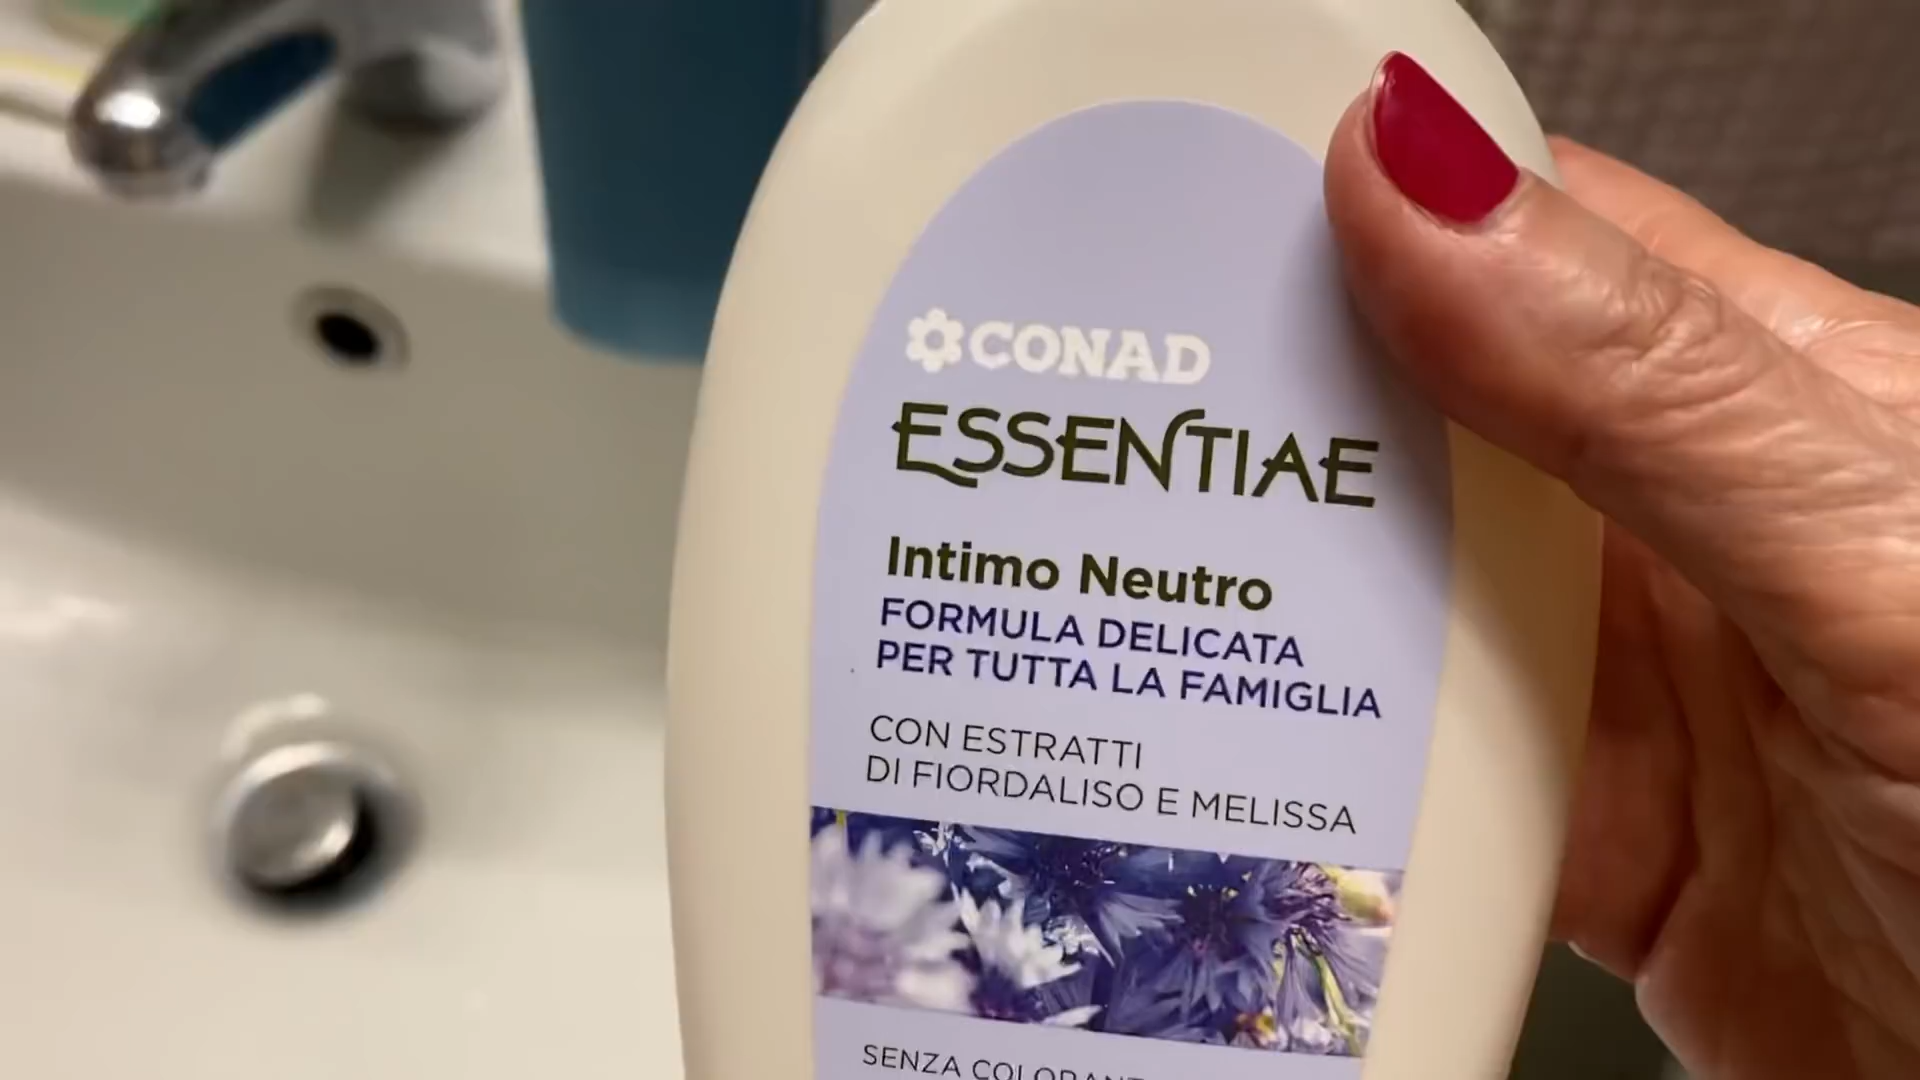 CONAD
ESSENTIAE
Intimo Neutro
FORMULA DELICATA
PER TUTTA LA FAMIGLIA
CON ESTRATTI
DI FIORDALISO E MELISSA
SENZA